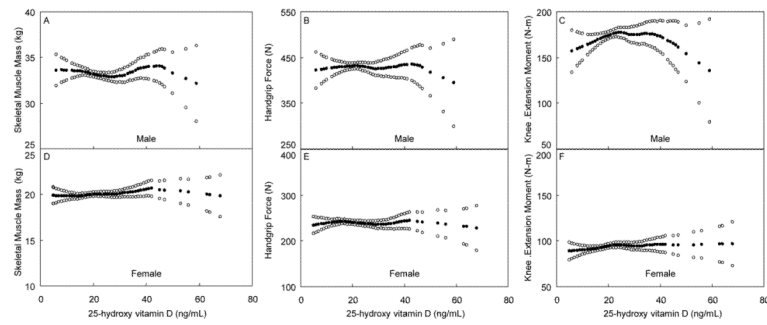 A
B
C
Skeletal Muscle Mass (kg)
40
35
30
25
Male
Handgrip Force (N)
550
450
350
250
Male
Knee .Extension Moment (N-m)
200
150
100
50
Male
D
E
F
Skeletal Muscle Mass (kg)
25
20
15
10
Female
Handgrip Force (N)
400
300
200
100
Female
Knee .Extension Moment (N-m)
200
150
100
50
Female
0 20 40 60 80
0 20 40 60 80
0 20 40 60 80
25-hydroxy vitamin D (ng/mL)
25-hydroxy vitamin D (ng/mL)
25-hydroxy vitamin D (ng/mL)